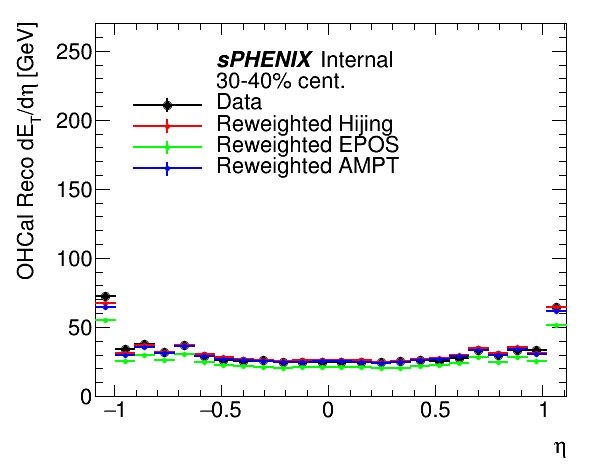 OHCal Reco dE_T/dη [GeV]
250
200
150
100
50
0
sPHENIX Internal
30-40% cent.
Data
Reweighted Hijing
Reweighted EPOS
Reweighted AMPT
−1 −0.5 0 0.5 1
η